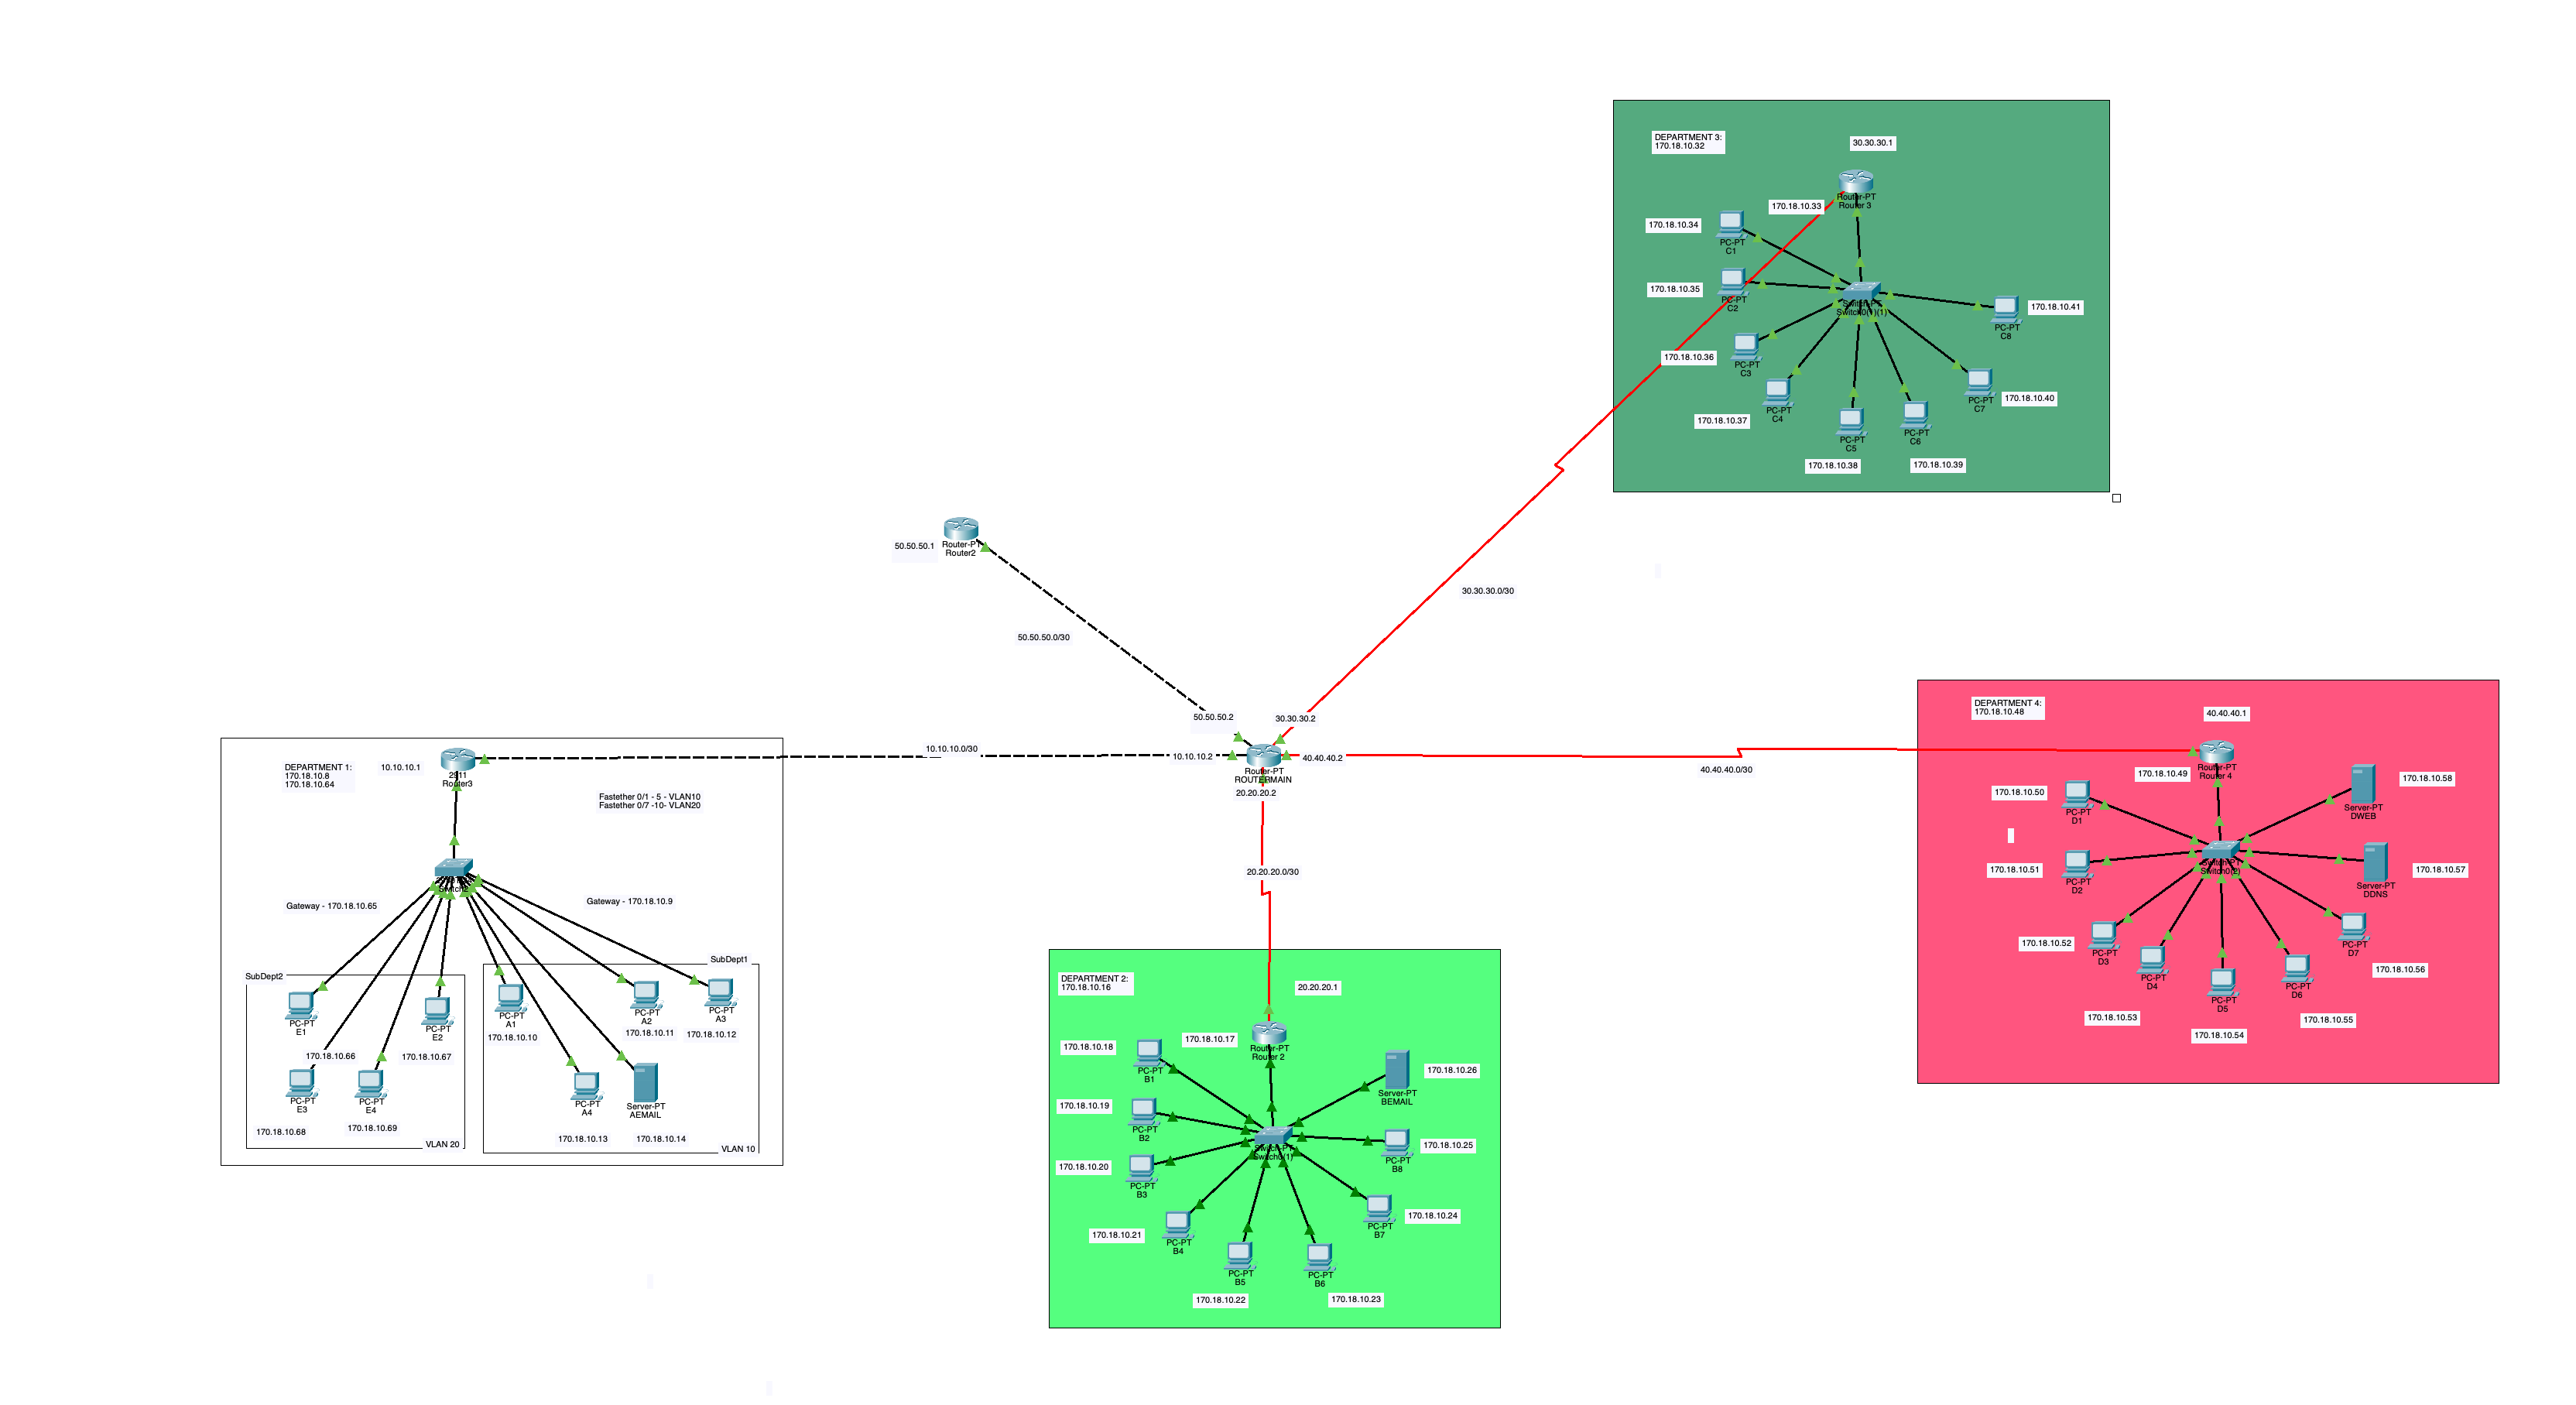 DEPARTMENT 3:
170.18.10.32
30.30.30.1
Router-PT
Router 3
170.18.10.33
170.18.10.34
PC-PT
C1
170.18.10.35
PC-PT
C2
170.18.10.36
PC-PT
C3
170.18.10.37
PC-PT
C4
170.18.10.38
PC-PT
C5
170.18.10.39
PC-PT
C6
170.18.10.40
PC-PT
C7
170.18.10.41
PC-PT
C8
Switch-PT
Switch0(1)(1)
50.50.50.1
Router-PT
Router2
50.50.50.0/30
30.30.30.0/30
50.50.50.2
30.30.30.2
10.10.10.0/30
10.10.10.2
40.40.40.2
Router-PT
ROUTERMAIN
20.20.20.2
40.40.40.0/30
20.20.20.0/30
DEPARTMENT 1:
170.18.10.8
170.18.10.64
10.10.10.1
2911
Router3
Fastether 0/1 - 5 - VLAN10
Fastether 0/7 -10- VLAN20
Switch2
Gateway - 170.18.10.65
Gateway - 170.18.10.9
SubDept2
SubDept1
PC-PT
E1
170.18.10.66
PC-PT
E2
170.18.10.67
PC-PT
E3
170.18.10.68
PC-PT
E4
170.18.10.69
VLAN 20
PC-PT
A1
170.18.10.10
PC-PT
A2
170.18.10.11
PC-PT
A3
170.18.10.12
PC-PT
A4
170.18.10.13
Server-PT
AEMAIL
170.18.10.14
VLAN 10
DEPARTMENT 2:
170.18.10.16
20.20.20.1
170.18.10.17
Router-PT
Router 2
170.18.10.18
PC-PT
B1
170.18.10.19
PC-PT
B2
170.18.10.20
PC-PT
B3
170.18.10.21
PC-PT
B4
170.18.10.22
PC-PT
B5
170.18.10.23
PC-PT
B6
170.18.10.24
PC-PT
B7
170.18.10.25
PC-PT
B8
170.18.10.26
Server-PT
BEMAIL
Switch-PT
Switch0(1)
DEPARTMENT 4:
170.18.10.48
40.40.40.1
Router-PT
Router 4
170.18.10.49
170.18.10.50
PC-PT
D1
170.18.10.51
PC-PT
D2
170.18.10.52
PC-PT
D3
170.18.10.53
PC-PT
D4
170.18.10.54
PC-PT
D5
170.18.10.55
PC-PT
D6
170.18.10.56
PC-PT
D7
170.18.10.57
Server-PT
DDNS
170.18.10.58
Server-PT
DWEB
Switch-PT
Switch0(2)